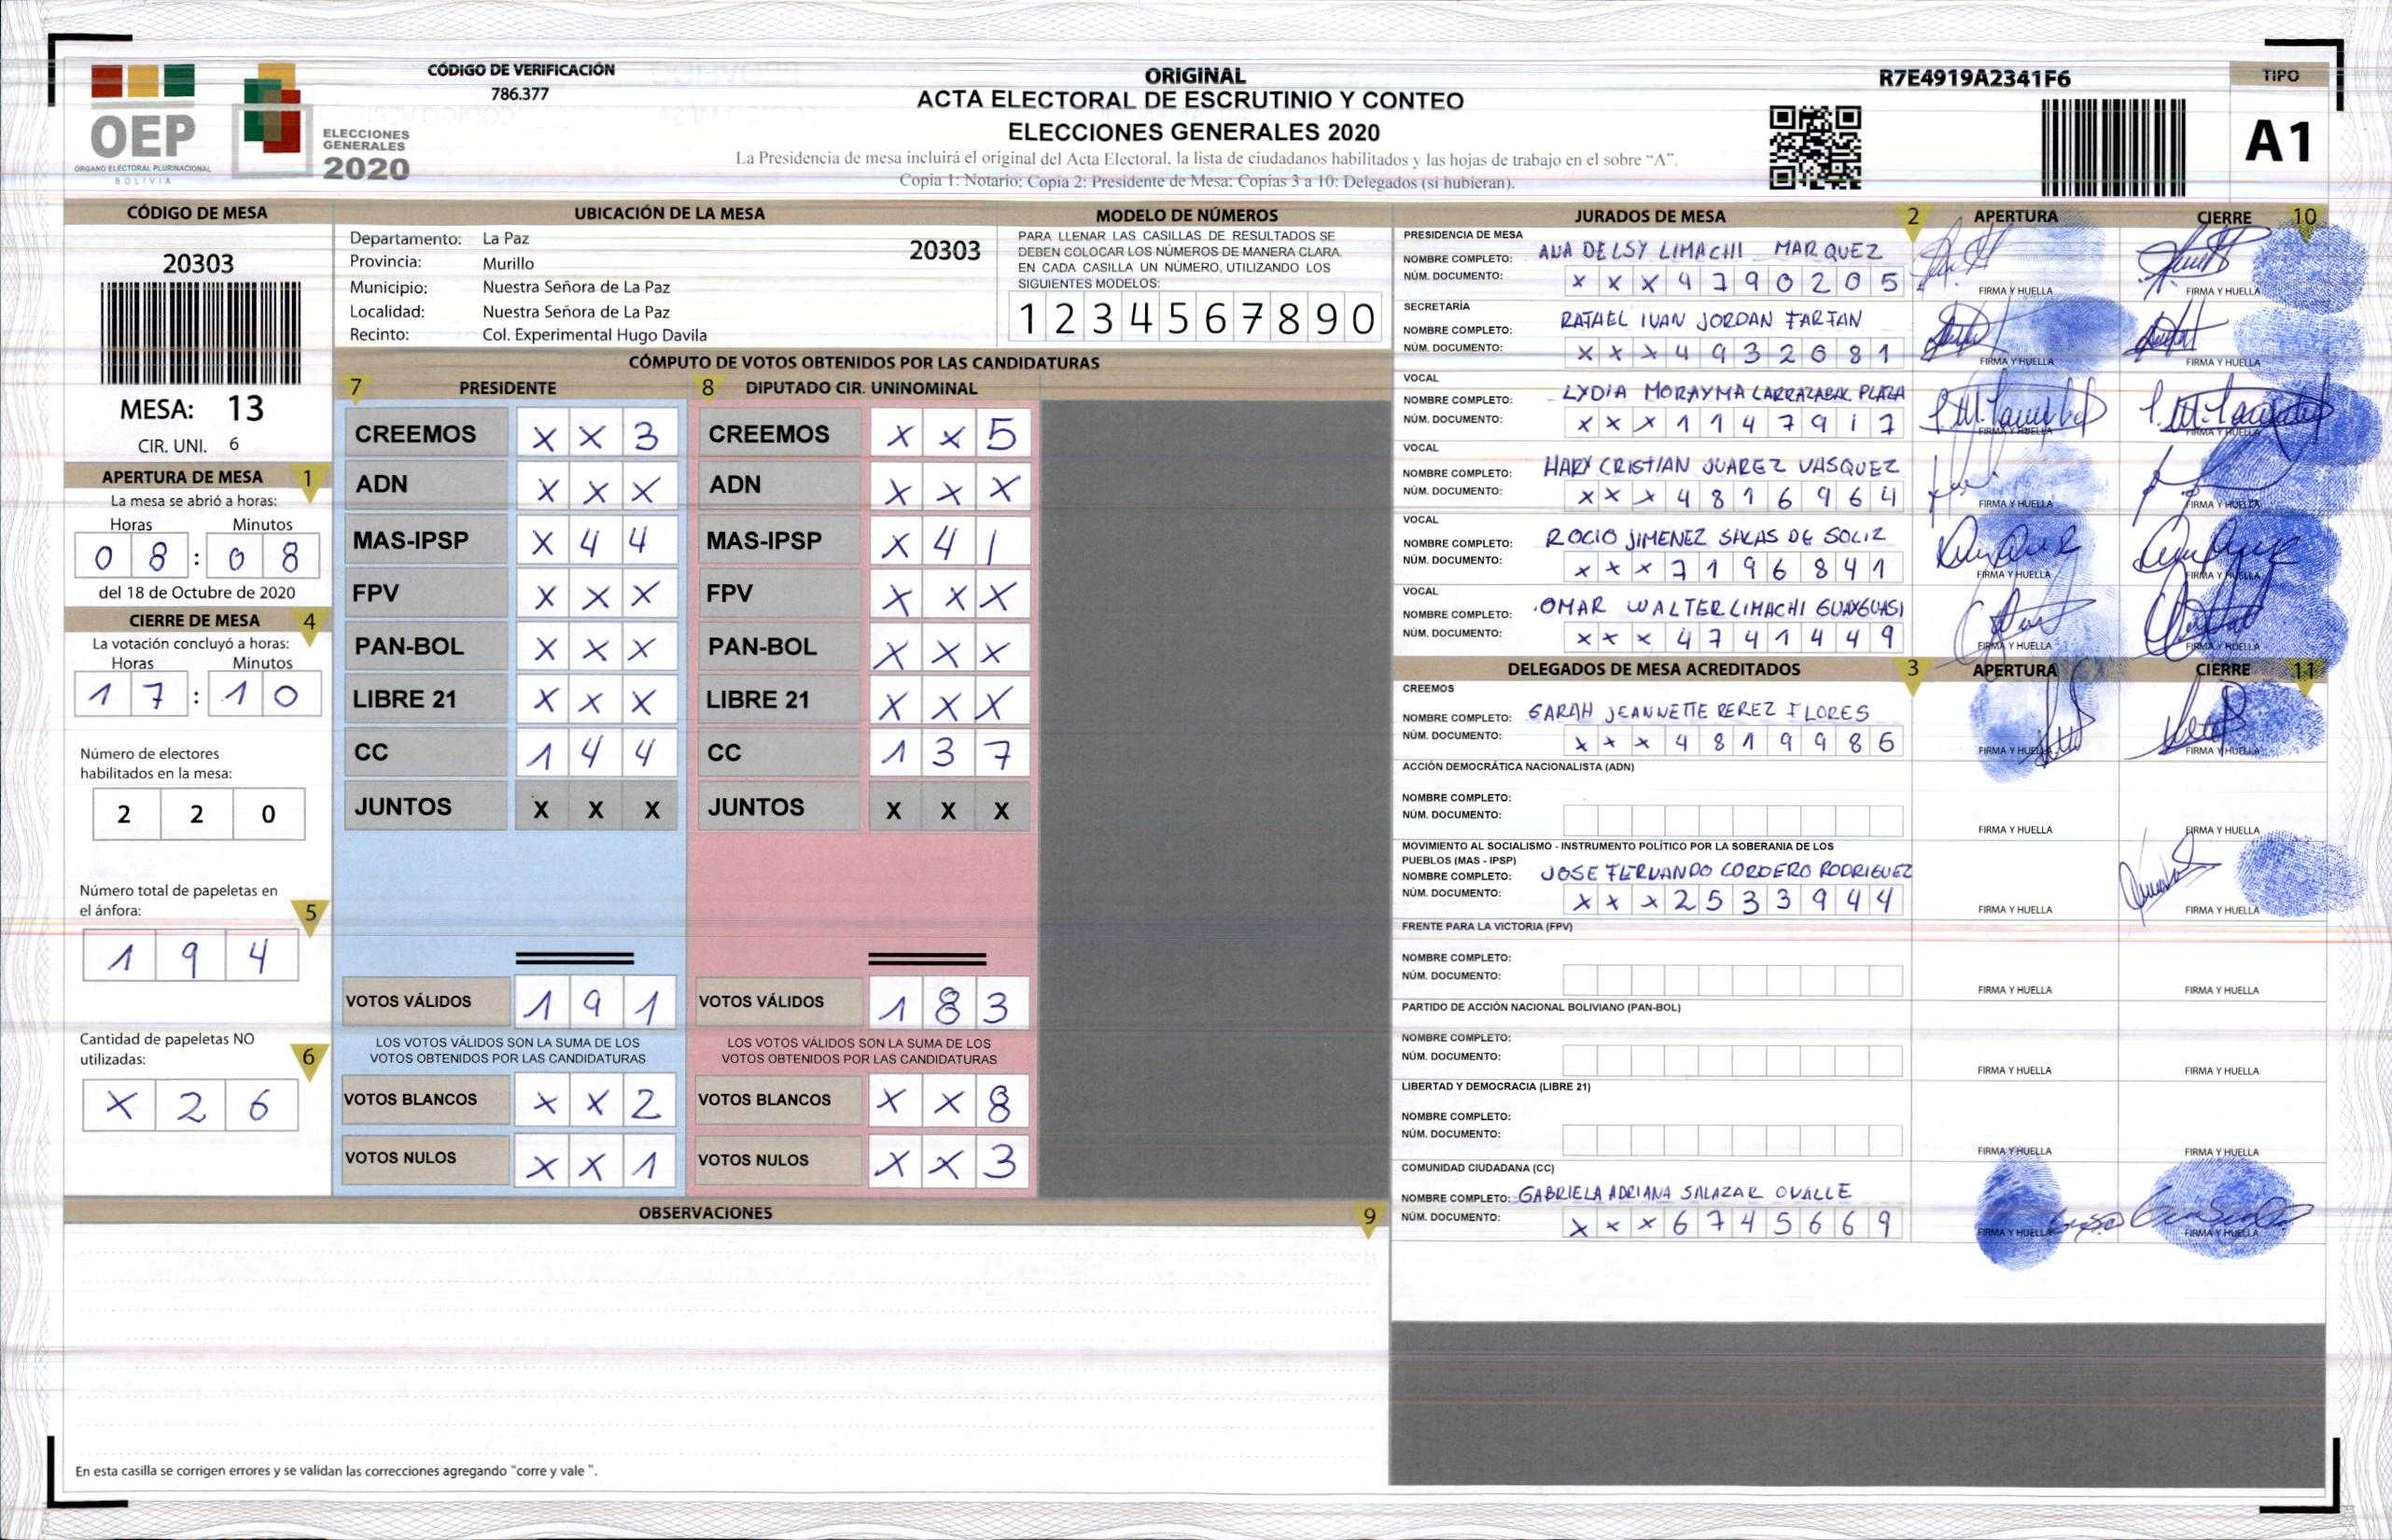 OEP
ÓRGANO ELECTORAL PLURINACIONAL
BOLIVIA
ELECCIONES
GENERALES
2020
CÓDIGO DE VERIFICACIÓN
786.377
ORIGINAL
ACTA ELECTORAL DE ESCRUTINIO Y CONTEO
ELECCIONES GENERALES 2020
La Presidencia de mesa incluirá el original del Acta Electoral, la lista de ciudadanos habilitados y las hojas de trabajo en el sobre “A”.
Copia 1: Notario; Copia 2: Presidente de Mesa; Copias 3 a 10: Delegados (si hubieran).
R7E4919A2341F6
TIPO
A1
CÓDIGO DE MESA
20303
MESA: 13
CIR. UNI. 6
APERTURA DE MESA 1
La mesa se abrió a horas:
Horas Minutos
0 8 : 0 8
del 18 de Octubre de 2020
CIERRE DE MESA 4
La votación concluyó a horas:
Horas Minutos
1 7 : 1 0
Número de electores
habilitados en la mesa:
2 2 0
Número total de papeletas en
el ánfora: 5
1 9 4
Cantidad de papeletas NO
utilizadas: 6
X 2 6
UBICACIÓN DE LA MESA
Departamento: La Paz 20303
Provincia: Murillo
Municipio: Nuestra Señora de La Paz
Localidad: Nuestra Señora de La Paz
Recinto: Col. Experimental Hugo Davila
MODELO DE NÚMEROS
PARA LLENAR LAS CASILLAS DE RESULTADOS SE
DEBEN COLOCAR LOS NÚMEROS DE MANERA CLARA.
EN CADA CASILLA UN NÚMERO, UTILIZANDO LOS
SIGUIENTES MODELOS:
1 2 3 4 5 6 7 8 9 0
CÓMPUTO DE VOTOS OBTENIDOS POR LAS CANDIDATURAS
7 PRESIDENTE 8 DIPUTADO CIR. UNINOMINAL
CREEMOS X X 3 CREEMOS X X 5
ADN X X X ADN X X X
MAS-IPSP X 4 4 MAS-IPSP X 4 1
FPV X X X FPV X X X
PAN-BOL X X X PAN-BOL X X X
LIBRE 21 X X X LIBRE 21 X X X
CC 1 4 4 CC 1 3 7
JUNTOS X X X JUNTOS X X X
VOTOS VÁLIDOS 1 9 1 VOTOS VÁLIDOS 1 8 3
LOS VOTOS VÁLIDOS SON LA SUMA DE LOS LOS VOTOS VÁLIDOS SON LA SUMA DE LOS
VOTOS OBTENIDOS POR LAS CANDIDATURAS VOTOS OBTENIDOS POR LAS CANDIDATURAS
VOTOS BLANCOS X X 2 VOTOS BLANCOS X X 8
VOTOS NULOS X X 1 VOTOS NULOS X X 3
OBSERVACIONES 9
En esta casilla se corrigen errores y se validan las correcciones agregando "corre y vale ".
JURADOS DE MESA 2 APERTURA CIERRE 10
PRESIDENCIA DE MESA
NOMBRE COMPLETO: ANA DELSY LIMACHI MARQUEZ
NÚM. DOCUMENTO: X X X 4 7 9 0 2 0 5 FIRMA Y HUELLA FIRMA Y HUELLA
SECRETARÍA
NOMBRE COMPLETO: RAFAEL IVAN JORDAN FARFAN
NÚM. DOCUMENTO: X X X 4 9 3 2 0 8 1 FIRMA Y HUELLA FIRMA Y HUELLA
VOCAL
NOMBRE COMPLETO: LYDIA MORAYMA LARRAZABAL PLAZA
NÚM. DOCUMENTO: X X X 1 1 4 7 9 1 7 FIRMA Y HUELLA FIRMA Y HUELLA
VOCAL
NOMBRE COMPLETO: HARY CRISTIAN JUAREZ VASQUEZ
NÚM. DOCUMENTO: X X X 4 8 1 6 9 6 4 FIRMA Y HUELLA FIRMA Y HUELLA
VOCAL
NOMBRE COMPLETO: ROCIO JIMENEZ SALAS DE SOLIZ
NÚM. DOCUMENTO: X X X 7 1 9 6 8 4 1 FIRMA Y HUELLA FIRMA Y HUELLA
VOCAL
NOMBRE COMPLETO: OMAR WALTER LIMACHI
NÚM. DOCUMENTO: X X X 4 7 4 1 4 4 9 FIRMA Y HUELLA FIRMA Y HUELLA
DELEGADOS DE MESA ACREDITADOS 3 APERTURA CIERRE 11
CREEMOS
NOMBRE COMPLETO: SARAH JEANNETTE PEREZ FLORES
NÚM. DOCUMENTO: X X X 4 8 1 9 9 8 6 FIRMA Y HUELLA FIRMA Y HUELLA
ACCIÓN DEMOCRÁTICA NACIONALISTA (ADN)
NOMBRE COMPLETO:
NÚM. DOCUMENTO: FIRMA Y HUELLA FIRMA Y HUELLA
MOVIMIENTO AL SOCIALISMO - INSTRUMENTO POLÍTICO POR LA SOBERANIA DE LOS
PUEBLOS (MAS - IPSP)
NOMBRE COMPLETO: JOSE FERNANDO CORDERO RODRIGUEZ
NÚM. DOCUMENTO: X X X 2 5 3 3 9 4 4 FIRMA Y HUELLA FIRMA Y HUELLA
FRENTE PARA LA VICTORIA (FPV)
NOMBRE COMPLETO:
NÚM. DOCUMENTO: FIRMA Y HUELLA FIRMA Y HUELLA
PARTIDO DE ACCIÓN NACIONAL BOLIVIANO (PAN-BOL)
NOMBRE COMPLETO:
NÚM. DOCUMENTO: FIRMA Y HUELLA FIRMA Y HUELLA
LIBERTAD Y DEMOCRACIA (LIBRE 21)
NOMBRE COMPLETO:
NÚM. DOCUMENTO: FIRMA Y HUELLA FIRMA Y HUELLA
COMUNIDAD CIUDADANA (CC)
NOMBRE COMPLETO: GABRIELA ADRIANA SALAZAR OVALLE
NÚM. DOCUMENTO: X X X 6 7 4 5 6 6 9 FIRMA Y HUELLA FIRMA Y HUELLA